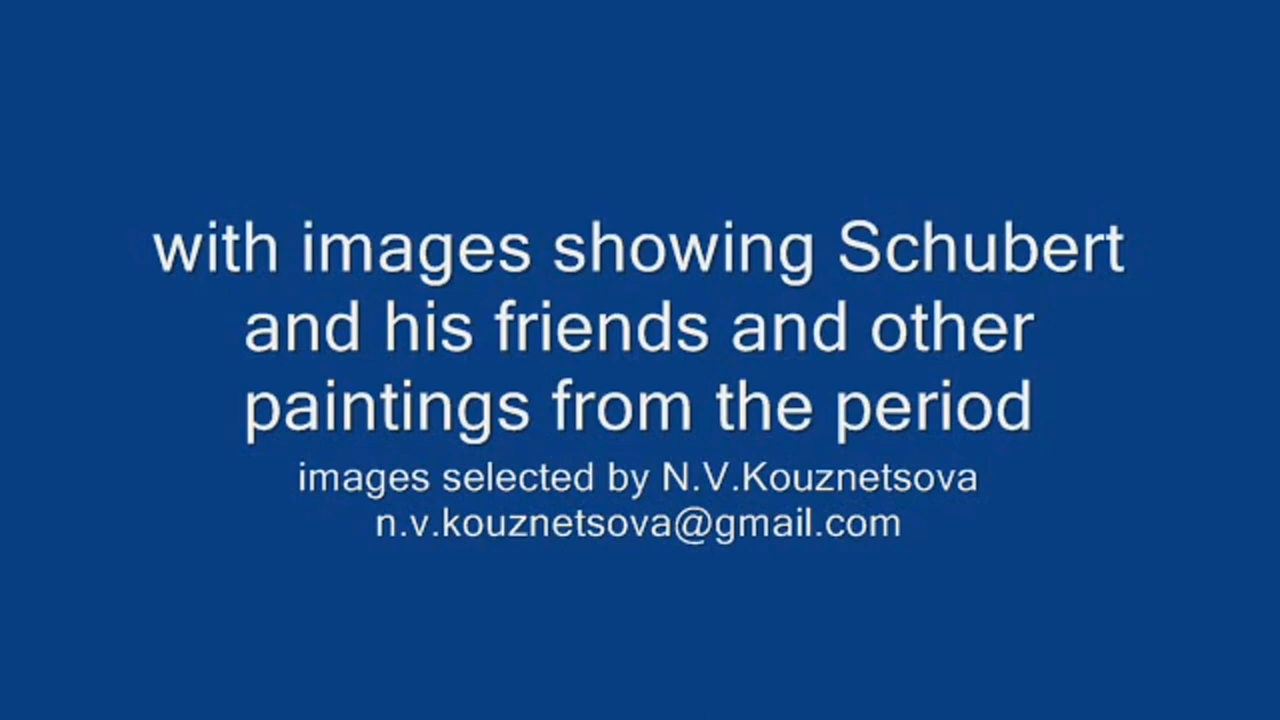 with images showing Schubert
and his friends and other
paintings from the period
images selected by N.V.Kouznetsova
n.v.kouznetsova@gmail.com